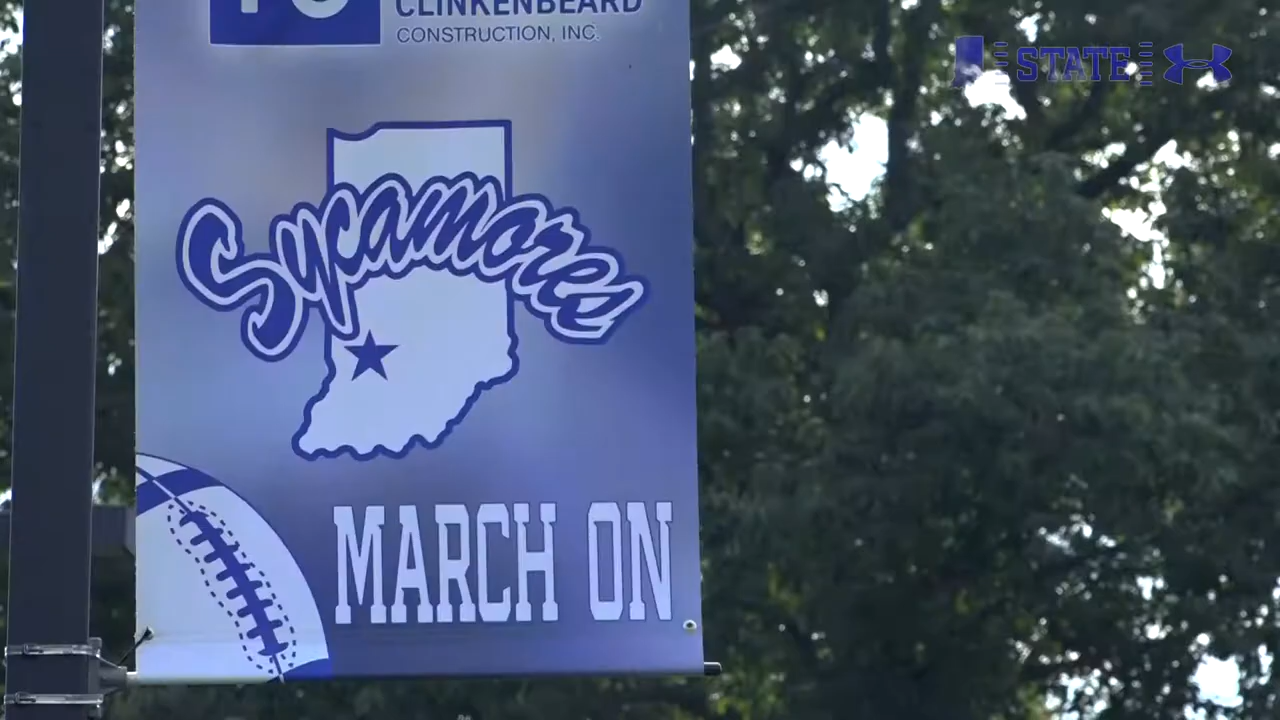 CLINKENBEARD
CONSTRUCTION, INC.
STATE
Sycamores
MARCH ON